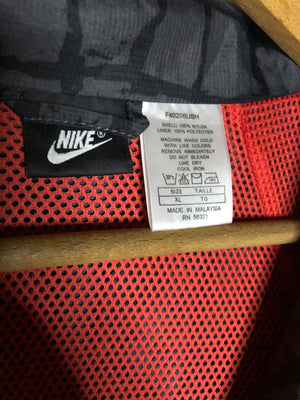 NIKE®
F40206USH
SHELL: 100% NYLON
LINER: 100% POLYESTER
MACHINE WASH COLD
WITH LIKE COLORS
REMOVE IMMEDIATELY
DO NOT BLEACH
LINE DRY
COOL IRON
SIZE TAILLE
XL TG
MADE IN MALAYSIA
RN 56323